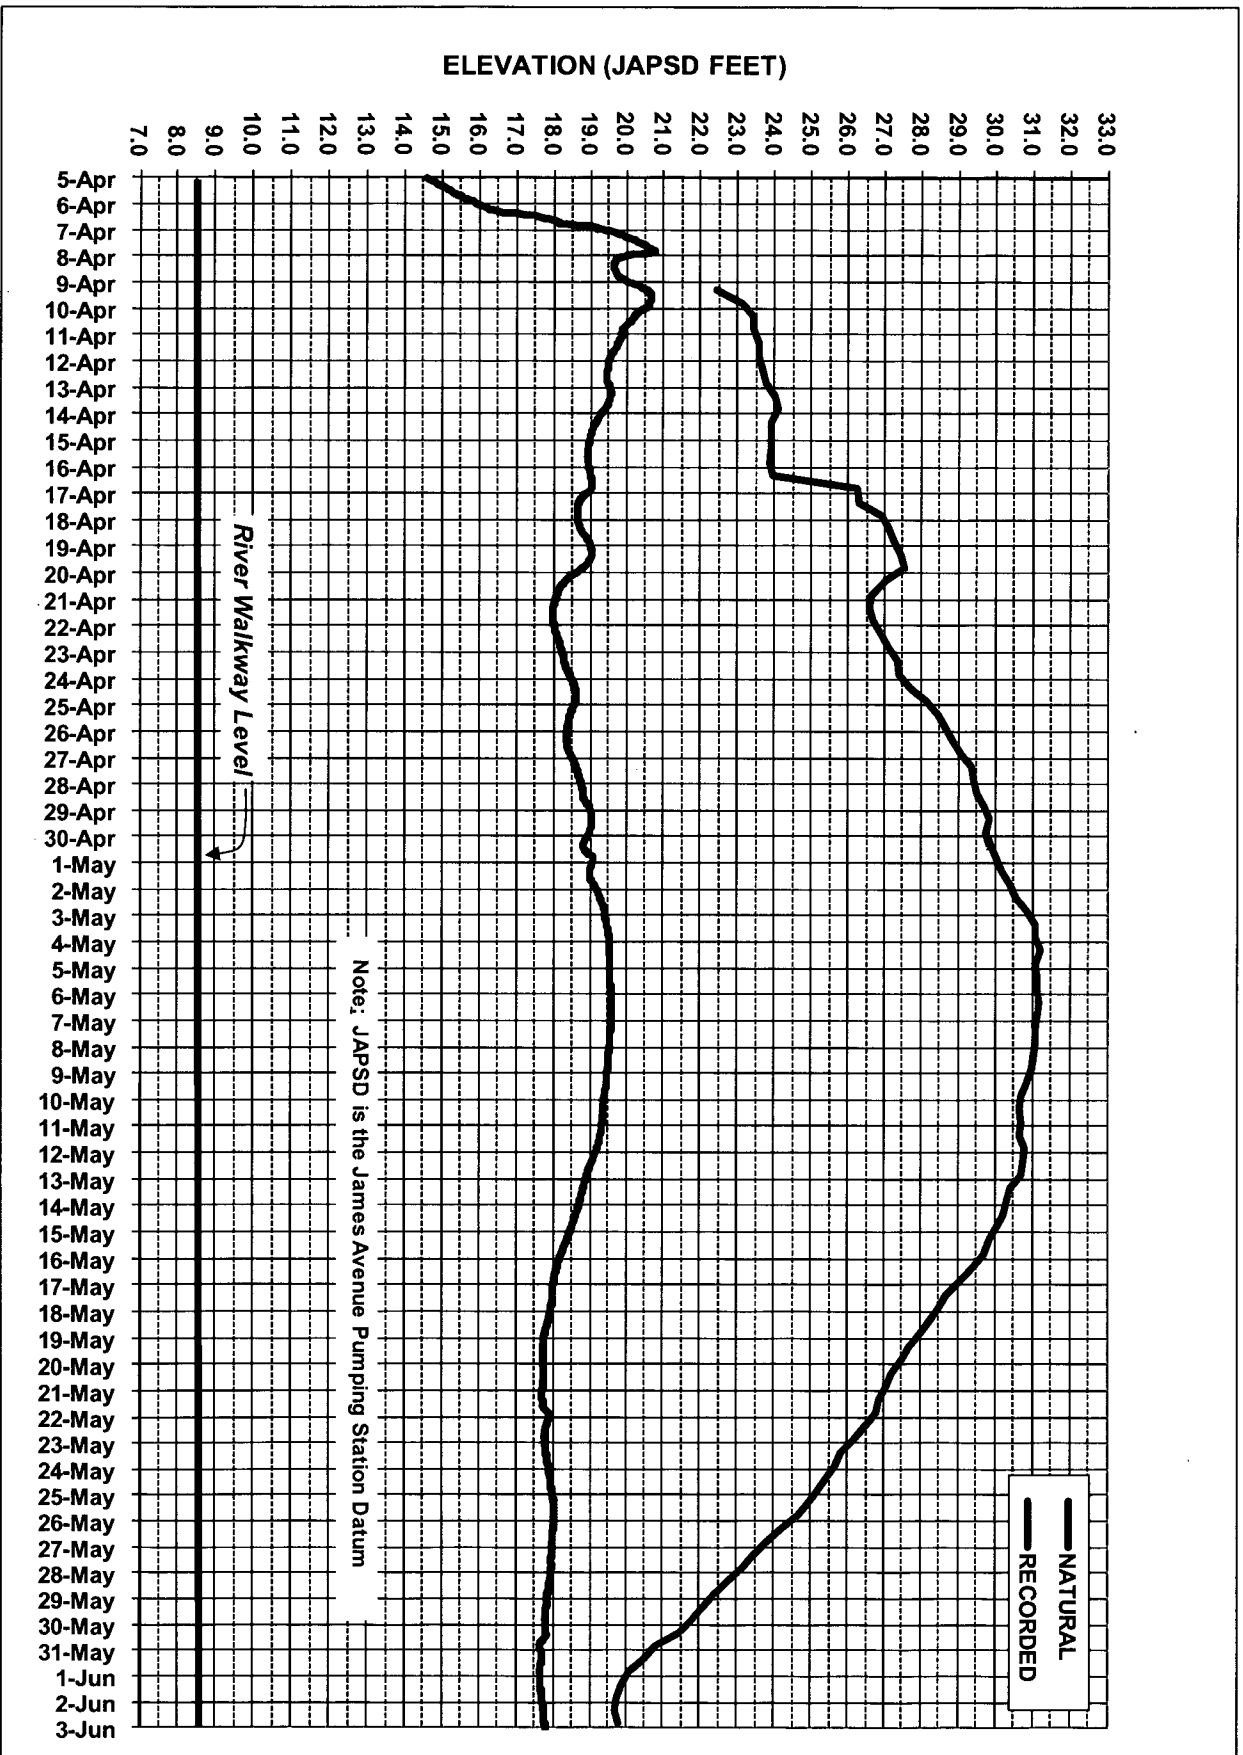 ELEVATION (JAPSD FEET)
7.0
8.0
9.0
10.0
11.0
12.0
13.0
14.0
15.0
16.0
17.0
18.0
19.0
20.0
21.0
22.0
23.0
24.0
25.0
26.0
27.0
28.0
29.0
30.0
31.0
32.0
33.0
5-Apr
6-Apr
7-Apr
8-Apr
9-Apr
10-Apr
11-Apr
12-Apr
13-Apr
14-Apr
15-Apr
16-Apr
17-Apr
18-Apr
19-Apr
20-Apr
21-Apr
22-Apr
23-Apr
24-Apr
25-Apr
26-Apr
27-Apr
28-Apr
29-Apr
30-Apr
1-May
2-May
3-May
4-May
5-May
6-May
7-May
8-May
9-May
10-May
11-May
12-May
13-May
14-May
15-May
16-May
17-May
18-May
19-May
20-May
21-May
22-May
23-May
24-May
25-May
26-May
27-May
28-May
29-May
30-May
31-May
1-Jun
2-Jun
3-Jun
River Walkway Level
Note: JAPSD is the James Avenue Pumping Station Datum
NATURAL
RECORDED